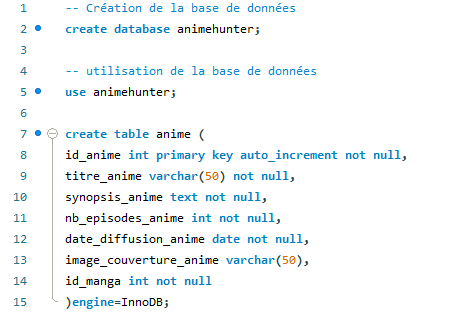 1 -- Création de la base de données
2 create database animehunter;
3
4 -- utilisation de la base de données
5 use animehunter;
6
7 create table anime (
8 id_anime int primary key auto_increment not null,
9 titre_anime varchar(50) not null,
10 synopsis_anime text not null,
11 nb_episodes_anime int not null,
12 date_diffusion_anime date not null,
13 image_couverture_anime varchar(50),
14 id_manga int not null
15 )engine=InnoDB;